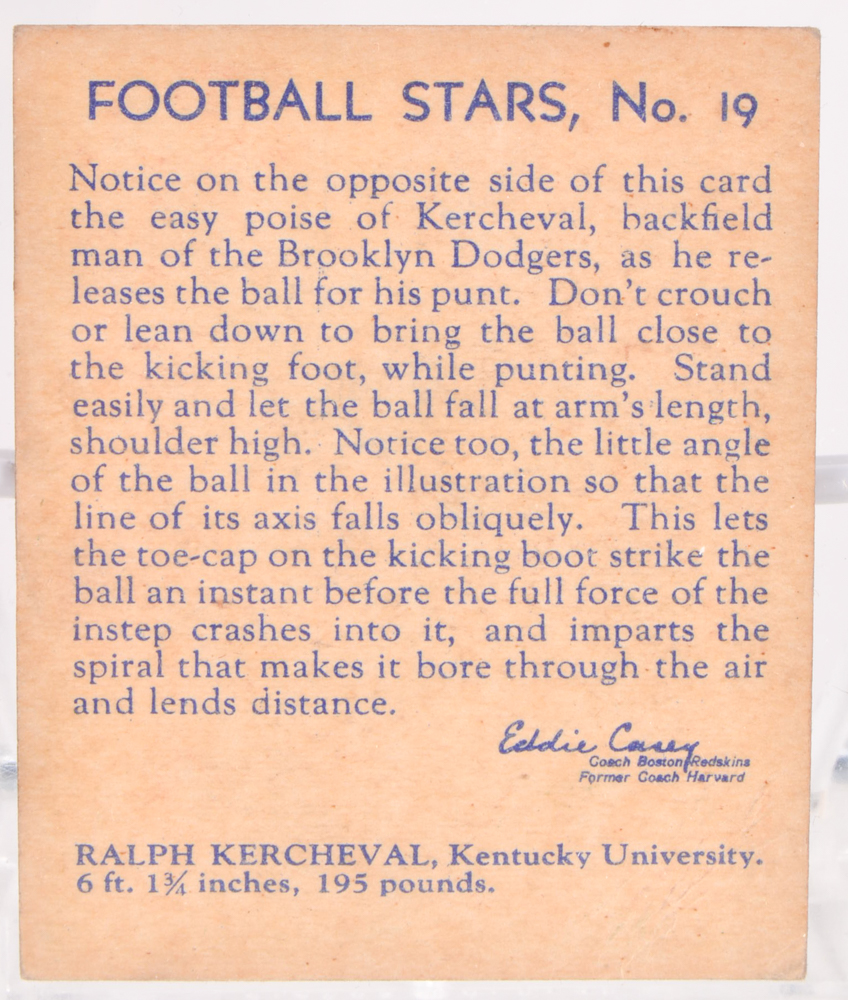 FOOTBALL STARS, No. 19
Notice on the opposite side of this card
the easy poise of Kercheval, backfield
man of the Brooklyn Dodgers, as he re-
leases the ball for his punt. Don't crouch
or lean down to bring the ball close to
the kicking foot, while punting. Stand
easily and let the ball fall at arm's length,
shoulder high. Notice too, the little angle
of the ball in the illustration so that the
line of its axis falls obliquely. This lets
the toe-cap on the kicking boot strike the
ball an instant before the full force of the
instep crashes into it, and imparts the
spiral that makes it bore through the air
and lends distance.
Eddie Casey
Coach Boston Redskins
Former Coach Harvard
RALPH KERCHEVAL, Kentucky University.
6 ft. 1¾ inches, 195 pounds.